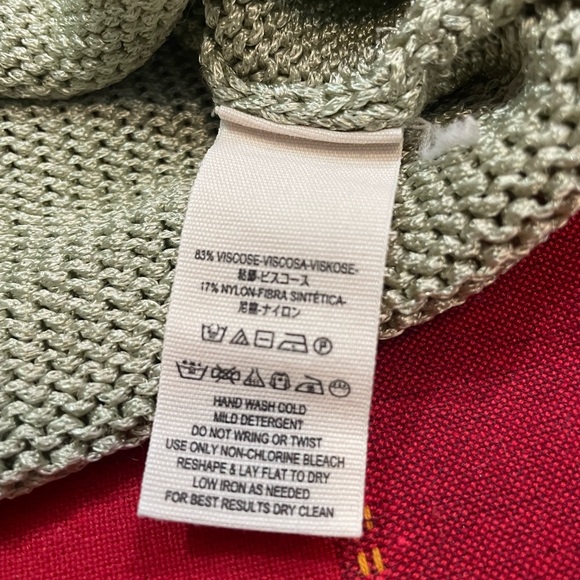 83% VISCOSE-VISCOSA-VISKOSE-
粘膠-ビスコース
17% NYLON-FIBRA SINTÉTICA-
尼龍-ナイロン
HAND WASH COLD
MILD DETERGENT
DO NOT WRING OR TWIST
USE ONLY NON-CHLORINE BLEACH
RESHAPE & LAY FLAT TO DRY
LOW IRON AS NEEDED
FOR BEST RESULTS DRY CLEAN